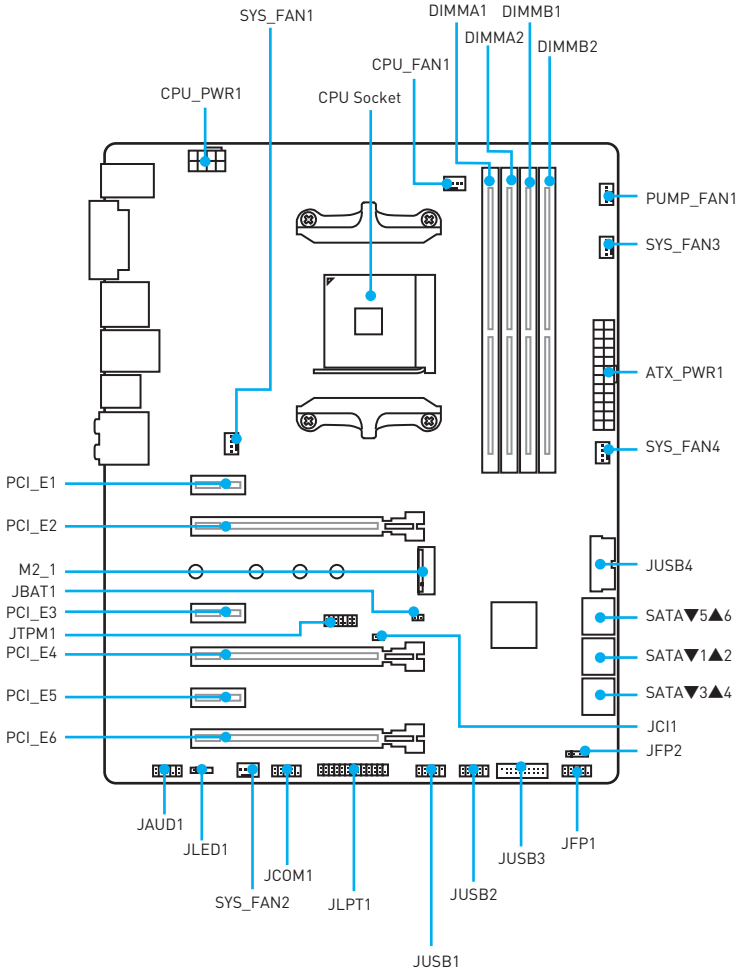 SYS_FAN1
DIMMA1
DIMMB1
DIMMA2
DIMMB2
CPU_FAN1
CPU_PWR1
CPU Socket
PUMP_FAN1
SYS_FAN3
ATX_PWR1
SYS_FAN4
PCI_E1
PCI_E2
M2_1
JBAT1
PCI_E3
JTPM1
PCI_E4
PCI_E5
PCI_E6
JUSB4
SATA▼5▲6
SATA▼1▲2
SATA▼3▲4
JCI1
JFP2
JAUD1
JLED1
SYS_FAN2
JCOM1
JLPT1
JUSB1
JUSB2
JUSB3
JFP1